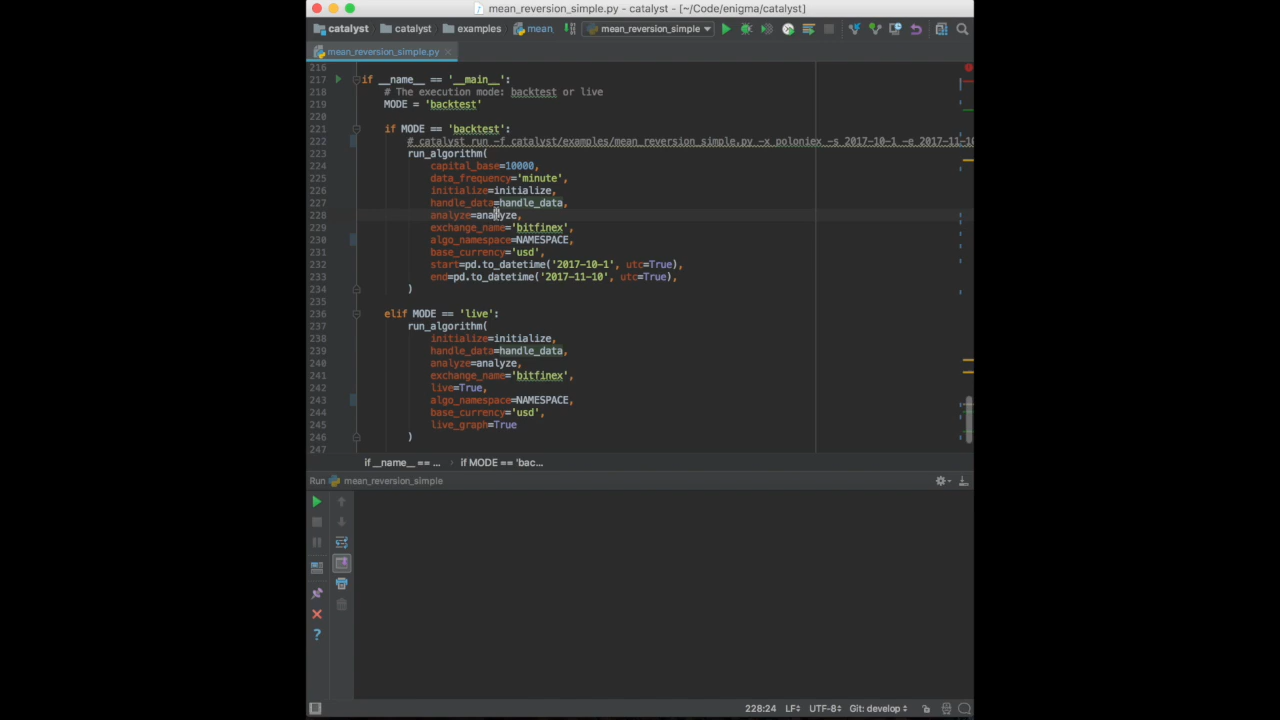 mean_reversion_simple.py - catalyst - [~/Code/enigma/catalyst]
catalyst catalyst examples mean mean_reversion_simple
mean_reversion_simple.py
216
217 if __name__ == '__main__':
218 # The execution mode: backtest or live
219 MODE = 'backtest'
220
221 if MODE == 'backtest':
222 # catalyst run -f catalyst/examples/mean_reversion_simple.py -x poloniex -s 2017-10-1 -e 2017-11-10
223 run_algorithm(
224 capital_base=10000,
225 data_frequency='minute',
226 initialize=initialize,
227 handle_data=handle_data,
228 analyze=analyze,
229 exchange_name='bitfinex',
230 algo_namespace=NAMESPACE,
231 base_currency='usd',
232 start=pd.to_datetime('2017-10-1', utc=True),
233 end=pd.to_datetime('2017-11-10', utc=True),
234 )
235
236 elif MODE == 'live':
237 run_algorithm(
238 initialize=initialize,
239 handle_data=handle_data,
240 analyze=analyze,
241 exchange_name='bitfinex',
242 live=True,
243 algo_namespace=NAMESPACE,
244 base_currency='usd',
245 live_graph=True
246 )
247
if __name__ == ... › if MODE == 'bac...
Run mean_reversion_simple
228:24 LF UTF-8 Git: develop